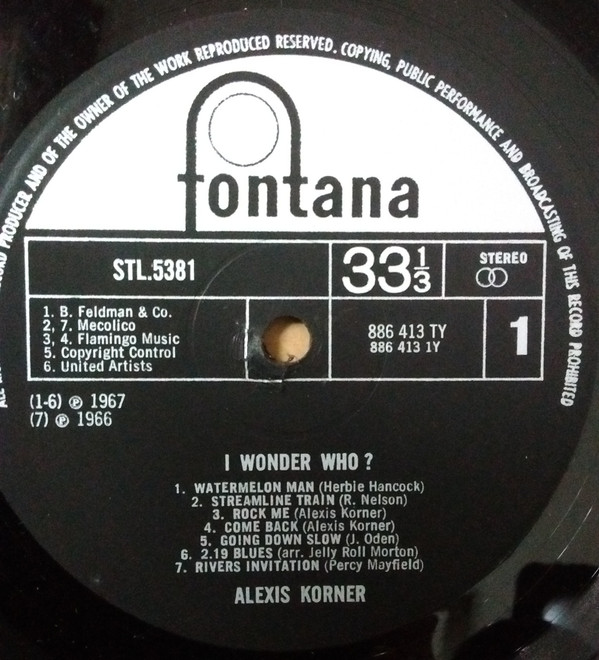 RECORD PRODUCER AND OF THE OWNER OF THE WORK REPRODUCED RESERVED. COPYING, PUBLIC PERFORMANCE AND BROADCASTING OF THIS RECORD PROHIBITED
fontana
STL.5381
33⅓
STEREO
1. B. Feldman & Co.
2, 7. Mecolico
3, 4. Flamingo Music
5. Copyright Control
6. United Artists
886 413 TY
886 413 1Y
1
(1-6) ℗ 1967
(7) ℗ 1966
I WONDER WHO ?
1. WATERMELON MAN (Herbie Hancock)
2. STREAMLINE TRAIN (R. Nelson)
3. ROCK ME (Alexis Korner)
4. COME BACK (Alexis Korner)
5. GOING DOWN SLOW (J. Oden)
6. 2.19 BLUES (arr. Jelly Roll Morton)
7. RIVERS INVITATION (Percy Mayfield)
ALEXIS KORNER